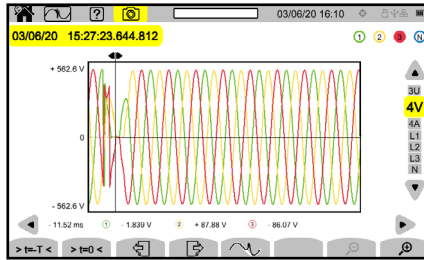 ?
03/06/20 16:10
03/06/20 15:27:23.644.812
1 2 3 N
+ 562.6 V
0
- 562.6 V
3U
4V
4A
L1
L2
L3
N
- 11.52 ms 1 - 1.839 V 2 + 87.88 V 3 - 86.07 V
> t=-T < > t=0 <